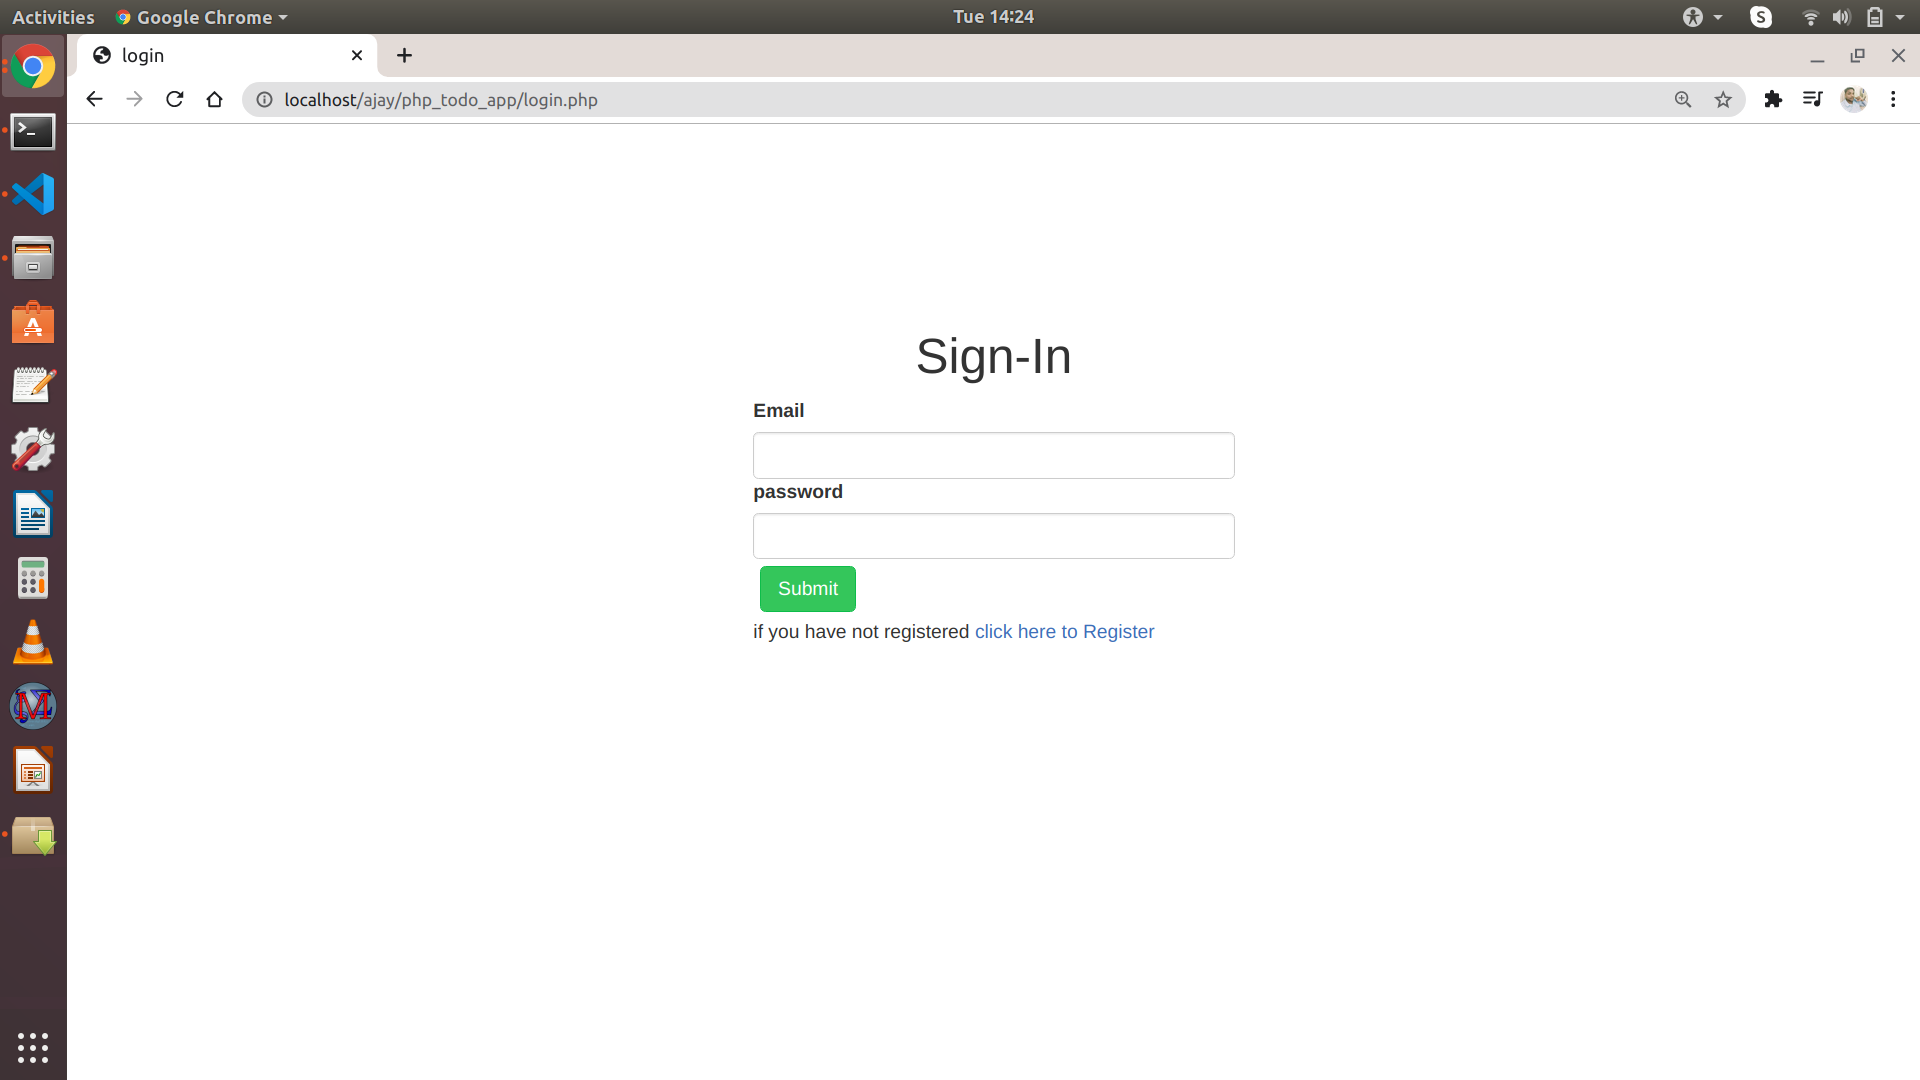 Activities Google Chrome Tue 14:24
login
localhost/ajay/php_todo_app/login.php
Sign-In
Email
password
Submit
if you have not registered click here to Register